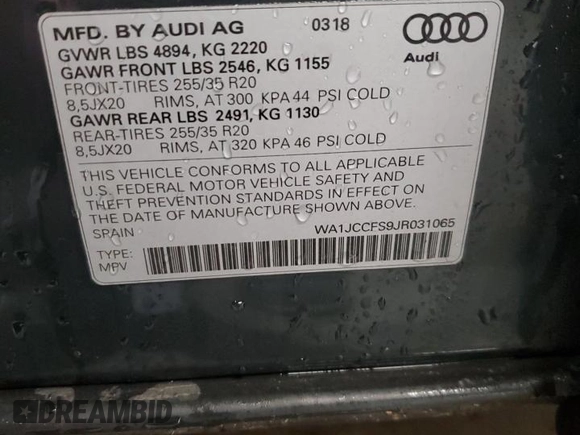 MFD. BY AUDI AG 0318
GVWR LBS 4894, KG 2220
GAWR FRONT LBS 2546, KG 1155
Audi
FRONT-TIRES 255/35 R20
8,5JX20 RIMS, AT 300 KPA 44 PSI COLD
GAWR REAR LBS 2491, KG 1130
REAR-TIRES 255/35 R20
8,5JX20 RIMS, AT 320 KPA 46 PSI COLD
THIS VEHICLE CONFORMS TO ALL APPLICABLE
U.S. FEDERAL MOTOR VEHICLE SAFETY AND
THEFT PREVENTION STANDARDS IN EFFECT ON
THE DATE OF MANUFACTURE SHOWN ABOVE.
SPAIN WA1JCCFS9JR031065
TYPE:
MPV
DREAMBID